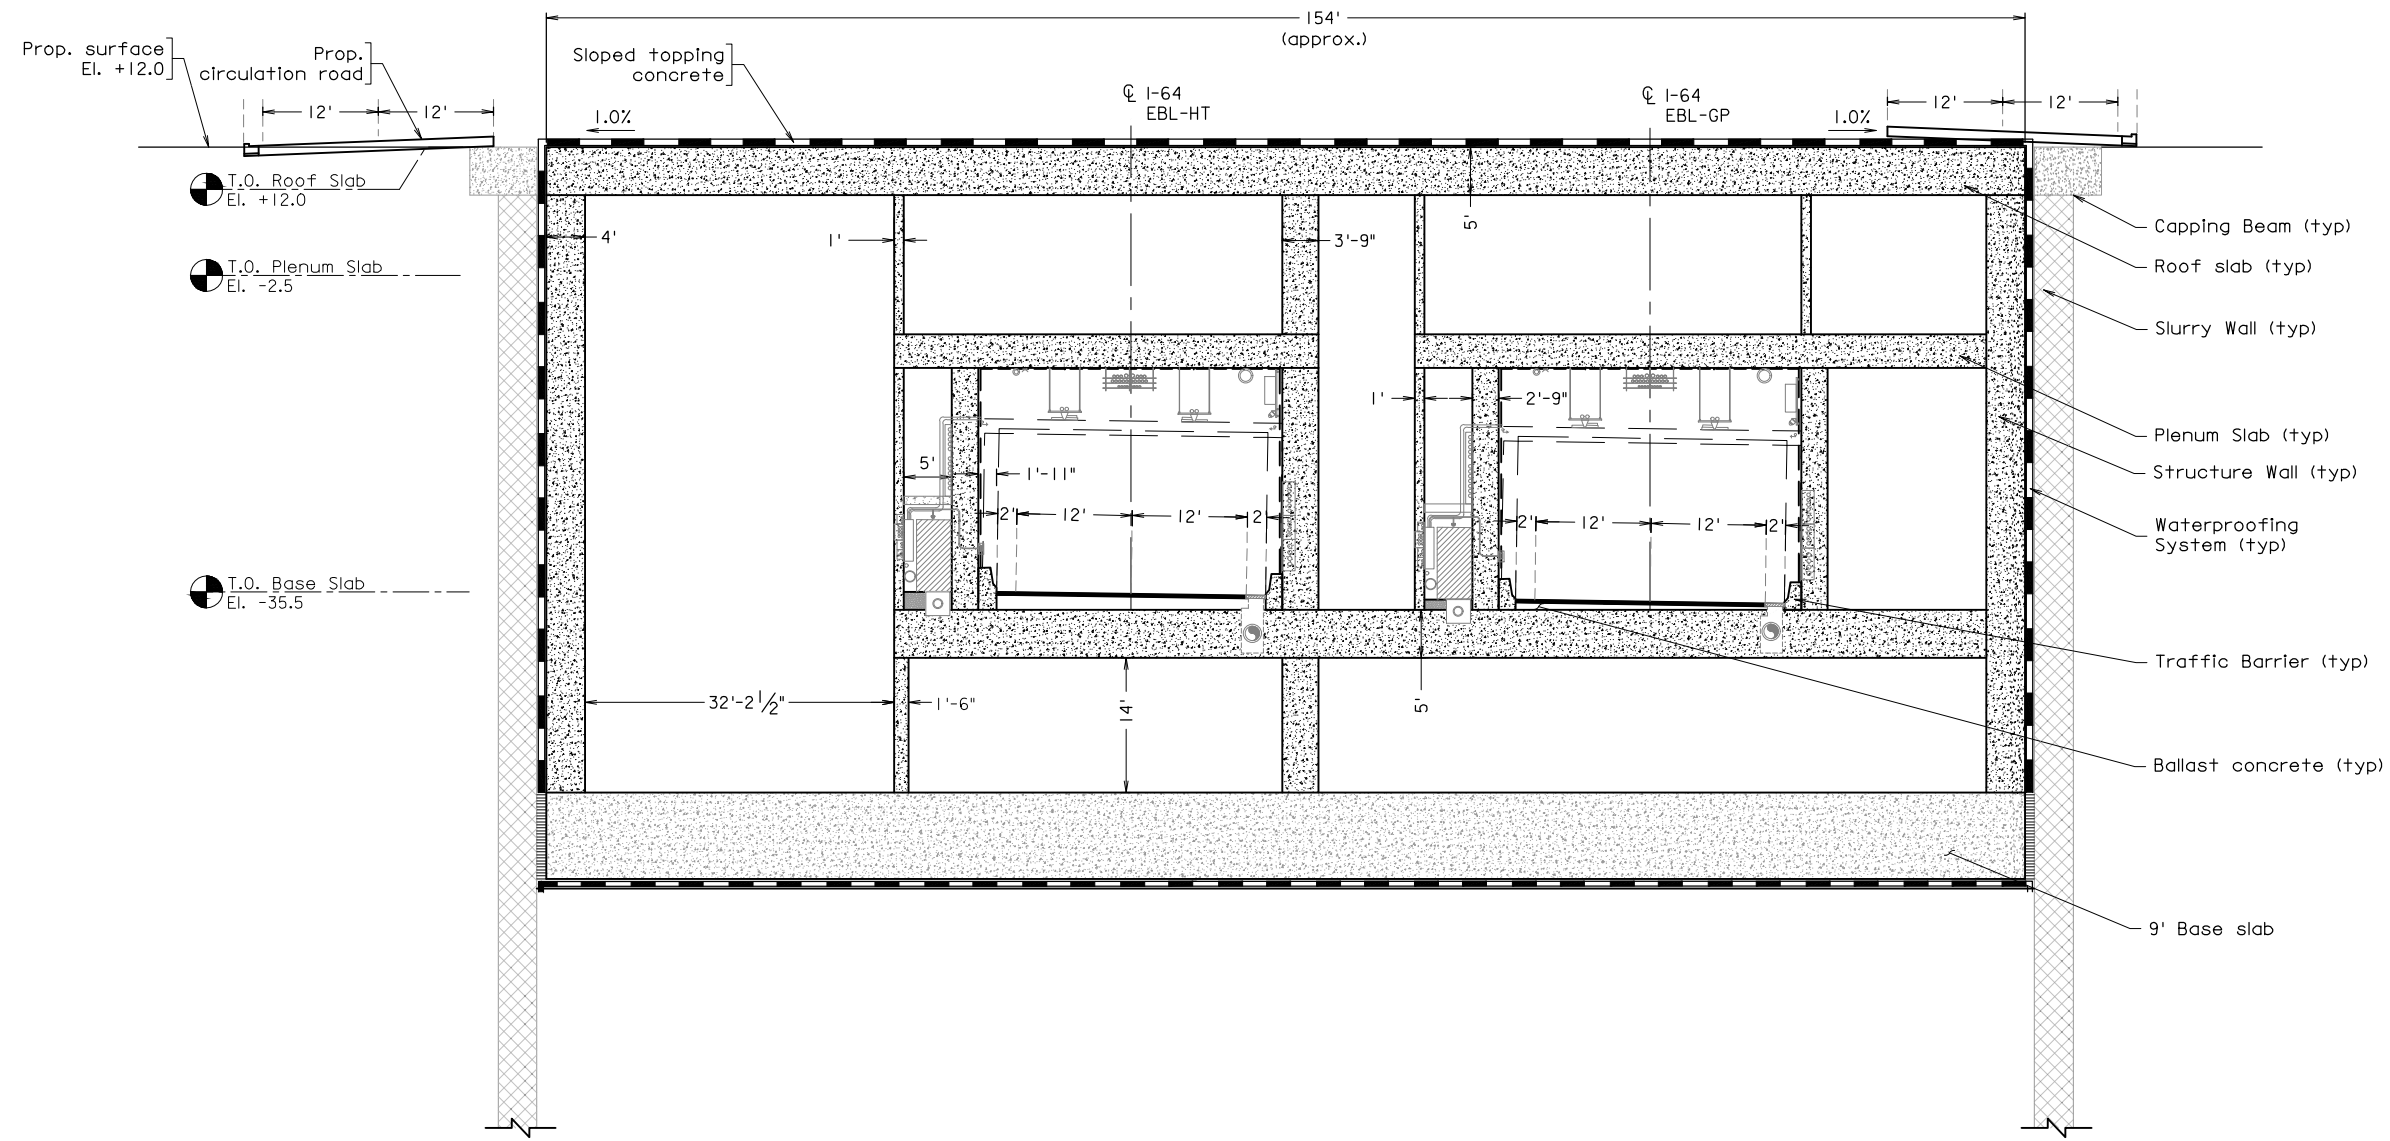 154'
(approx.)
Prop. surface
El. +12.0
Prop.
circulation road
Sloped topping
concrete
℄ I-64
EBL-HT
℄ I-64
EBL-GP
12'
12'
1.0%
1.0%
12'
12'
T.O. Roof Slab
El. +12.0
T.O. Plenum Slab
El. -2.5
T.O. Base Slab
El. -35.5
4'
1'
3'-9"
5'
Capping Beam (typ)
Roof slab (typ)
Slurry Wall (typ)
1'
2'-9"
Plenum Slab (typ)
5'
1'-11"
Structure Wall (typ)
2'
12'
12'
2'
2'
12'
12'
2'
Waterproofing
System (typ)
Traffic Barrier (typ)
32'-2 1/2"
1'-6"
14'
5'
Ballast concrete (typ)
9' Base slab